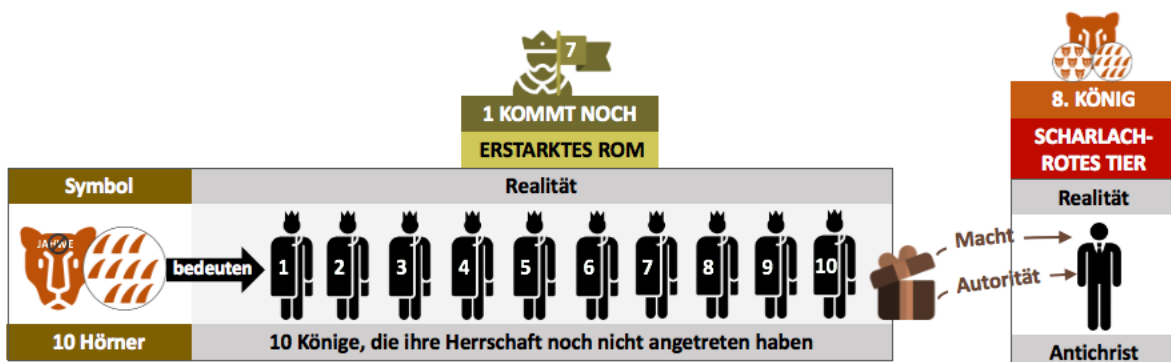 7
1 KOMMT NOCH
ERSTARKTES ROM
8. KÖNIG
SCHARLACH-
ROTES TIER
Symbol
Realität
Realität
JAHWE
bedeuten
1 2 3 4 5 6 7 8 9 10
Macht
Autorität
10 Hörner
10 Könige, die ihre Herrschaft noch nicht angetreten haben
Antichrist